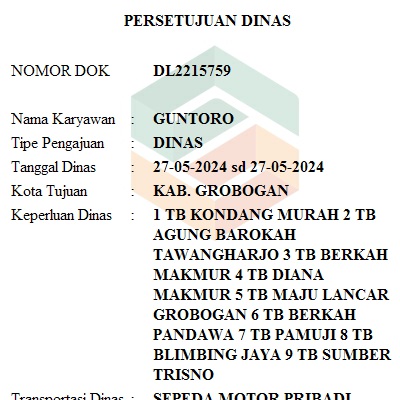 PERSETUJUAN DINAS
NOMOR DOK DL2215759
Nama Karyawan : GUNTORO
Tipe Pengajuan : DINAS
Tanggal Dinas : 27-05-2024 sd 27-05-2024
Kota Tujuan : KAB. GROBOGAN
Keperluan Dinas : 1 TB KONDANG MURAH 2 TB
AGUNG BAROKAH
TAWANGHARJO 3 TB BERKAH
MAKMUR 4 TB DIANA
MAKMUR 5 TB MAJU LANCAR
GROBOGAN 6 TB BERKAH
PANDAWA 7 TB PAMUJI 8 TB
BLIMBING JAYA 9 TB SUMBER
TRISNO
Transportasi Dinas : SEPEDA MOTOR PRIBADI